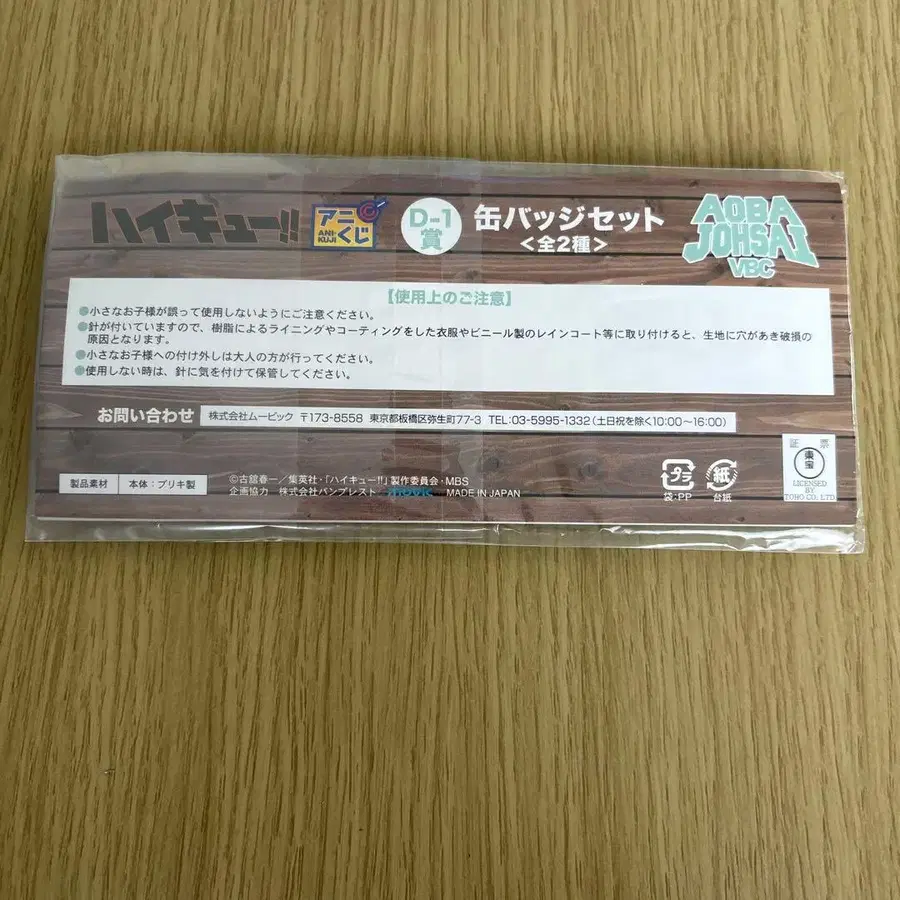 ハイキュー!!
アニくじ
ANI-KUJI
D-1賞
缶バッジセット
<全2種>
AOBA
JOHSAI
VBC
【使用上のご注意】
●小さなお子様が誤って使用しないようにご注意ください。
●針が付いていますので、樹脂によるライニングやコーティングをした衣服やビニール製のレインコート等に取り付けると、生地に穴があき破損の
原因となります。
●小さなお子様への付け外しは大人の方が行ってください。
●使用しない時は、針に気を付けて保管してください。
お問い合わせ 株式会社ムービック 〒173-8558 東京都板橋区弥生町77-3 TEL:03-5995-1332(土日祝を除く10:00~16:00)
製品素材 本体:ブリキ製
©古舘春一/集英社・「ハイキュー!!」製作委員会・MBS
企画協力 株式会社バンプレスト movic MADE IN JAPAN
プラ
袋:PP
紙
台紙
証 票
東宝
LICENSED
BY
TOHO CO., LTD